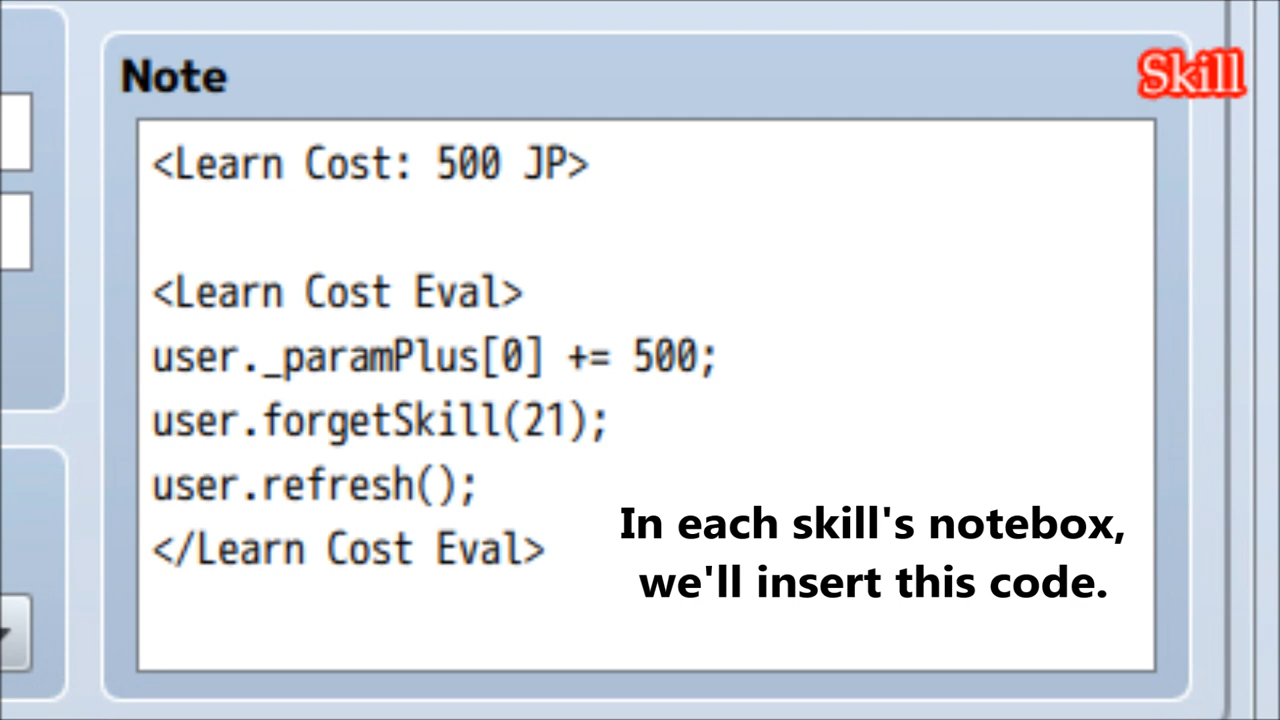 Note
Skill
<Learn Cost: 500 JP>
<Learn Cost Eval>
user._paramPlus[0] += 500;
user.forgetSkill(21);
user.refresh();
</Learn Cost Eval>
In each skill's notebox,
we'll insert this code.